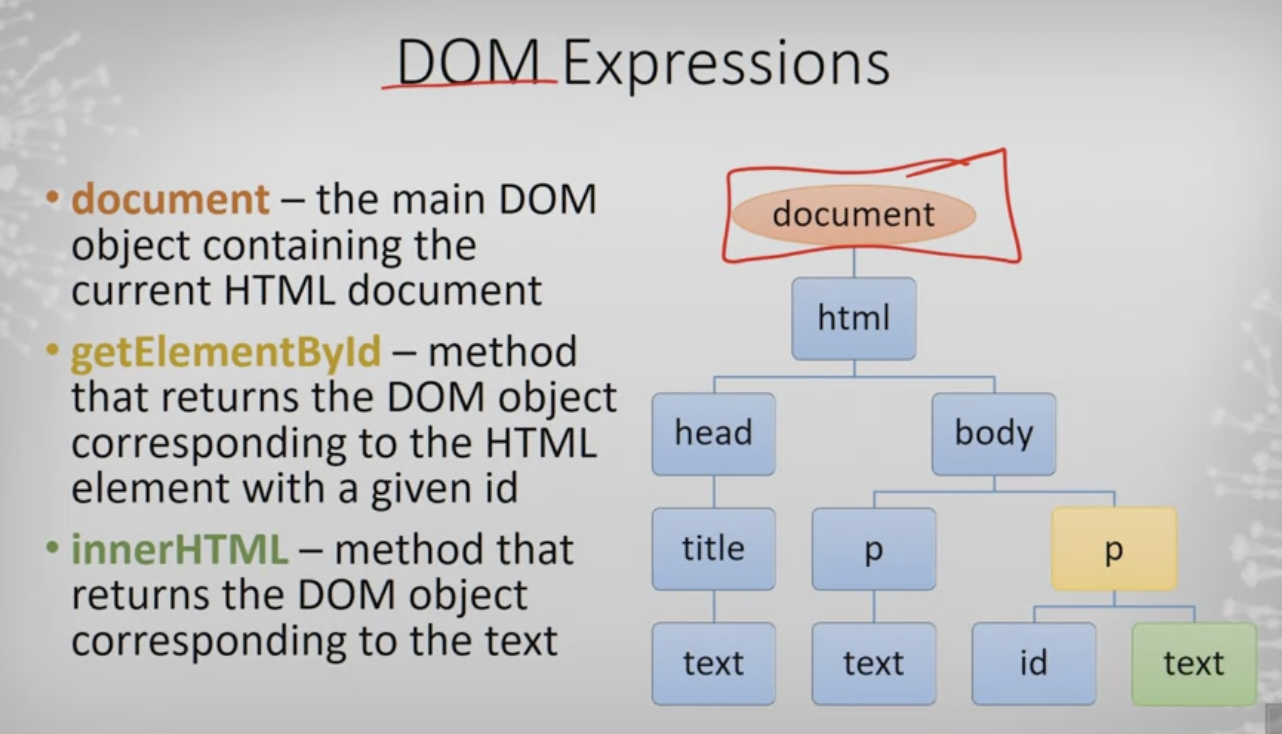 DOM Expressions
• document – the main DOM
object containing the
current HTML document
• getElementById – method
that returns the DOM object
corresponding to the HTML
element with a given id
• innerHTML – method that
returns the DOM object
corresponding to the text
document
html
head body
title p p
text text id text